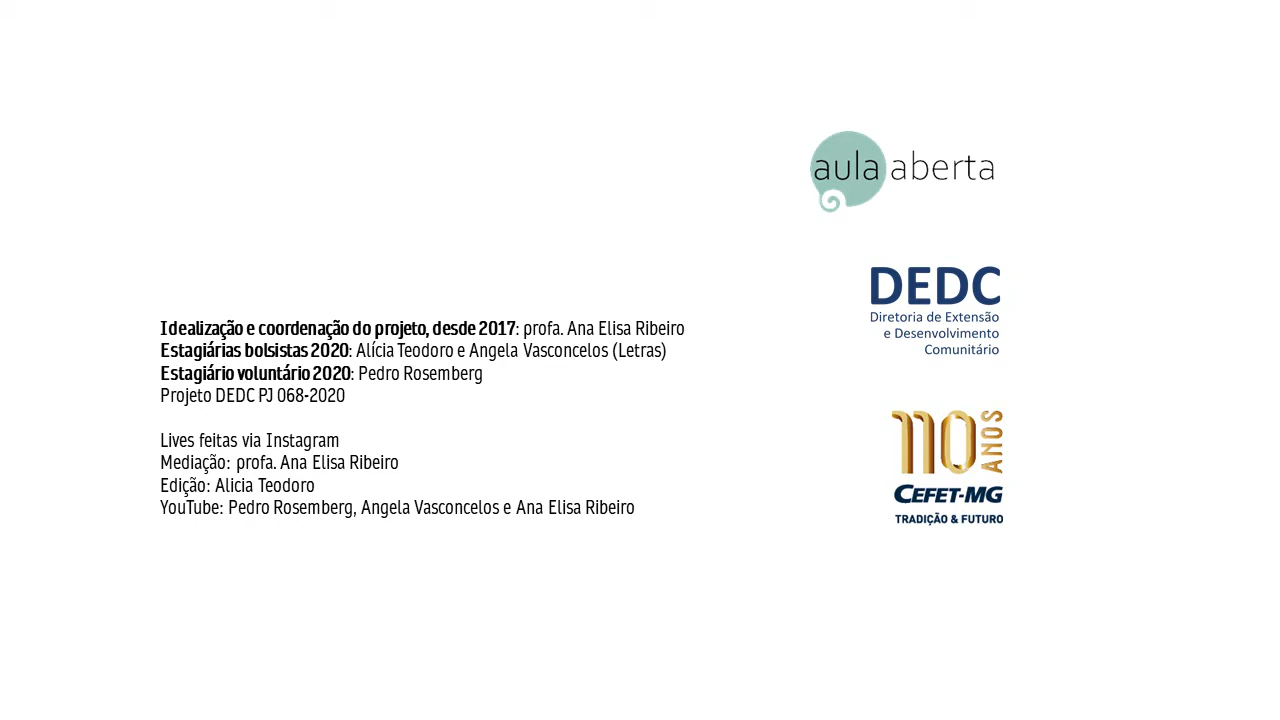 aula aberta
DEDC
Diretoria de Extensão
e Desenvolvimento
Comunitário
Idealização e coordenação do projeto, desde 2017: profa. Ana Elisa Ribeiro
Estagiárias bolsistas 2020: Alícia Teodoro e Angela Vasconcelos (Letras)
Estagiário voluntário 2020: Pedro Rosemberg
Projeto DEDC PJ 068-2020
Lives feitas via Instagram
Mediação: profa. Ana Elisa Ribeiro
Edição: Alicia Teodoro
YouTube: Pedro Rosemberg, Angela Vasconcelos e Ana Elisa Ribeiro
110 ANOS
CEFET-MG
TRADIÇÃO & FUTURO